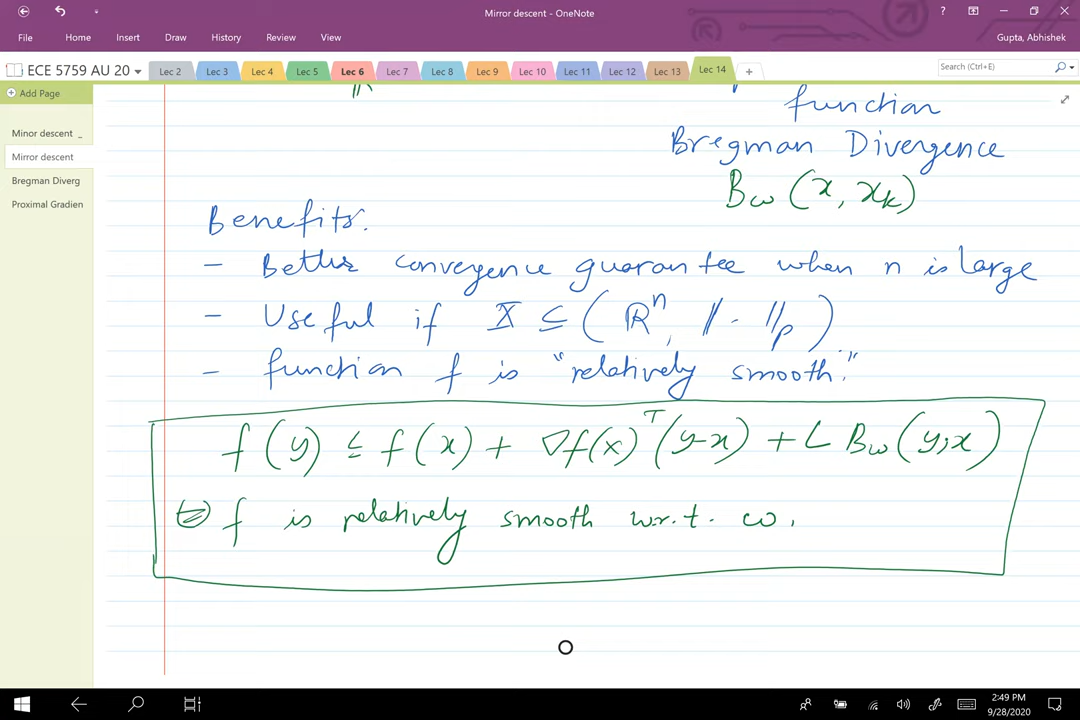 Mirror descent - OneNote
?
Gupta, Abhishek
File Home Insert Draw History Review View
ECE 5759 AU 20
Lec 2 Lec 3 Lec 4 Lec 5 Lec 6 Lec 7 Lec 8 Lec 9 Lec 10 Lec 11 Lec 12 Lec 13 Lec 14 +
Search (Ctrl+E)
Add Page
Minor descent _
Mirror descent
Bregman Diverg
Proximal Gradien
function
Bregman Divergence
Bω (x, xk)
Benefits.
- Better convergence guarantee when n is large
- Useful if X ⊆ (ℝⁿ, ‖·‖p)
- function f is "relatively smooth."
f(y) ≤ f(x) + ∇f(x)ᵀ(y-x) + L Bω(y,x)
f is relatively smooth w.r.t. ω.
2:49 PM
9/28/2020